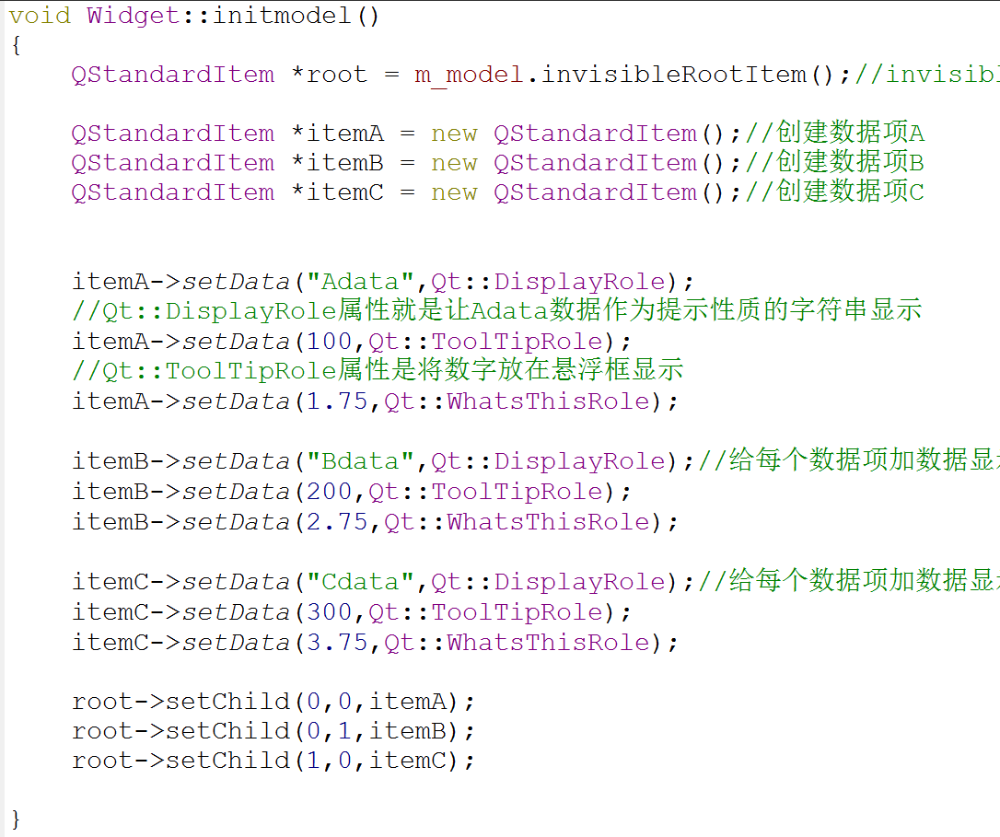 void Widget::initmodel()
{
QStandardItem *root = m_model.invisibleRootItem();//invisibl
QStandardItem *itemA = new QStandardItem();//创建数据项A
QStandardItem *itemB = new QStandardItem();//创建数据项B
QStandardItem *itemC = new QStandardItem();//创建数据项C
itemA->setData("Adata",Qt::DisplayRole);
//Qt::DisplayRole属性就是让Adata数据作为提示性质的字符串显示
itemA->setData(100,Qt::ToolTipRole);
//Qt::ToolTipRole属性是将数字放在悬浮框显示
itemA->setData(1.75,Qt::WhatsThisRole);
itemB->setData("Bdata",Qt::DisplayRole);//给每个数据项加数据显
itemB->setData(200,Qt::ToolTipRole);
itemB->setData(2.75,Qt::WhatsThisRole);
itemC->setData("Cdata",Qt::DisplayRole);//给每个数据项加数据显
itemC->setData(300,Qt::ToolTipRole);
itemC->setData(3.75,Qt::WhatsThisRole);
root->setChild(0,0,itemA);
root->setChild(0,1,itemB);
root->setChild(1,0,itemC);
}